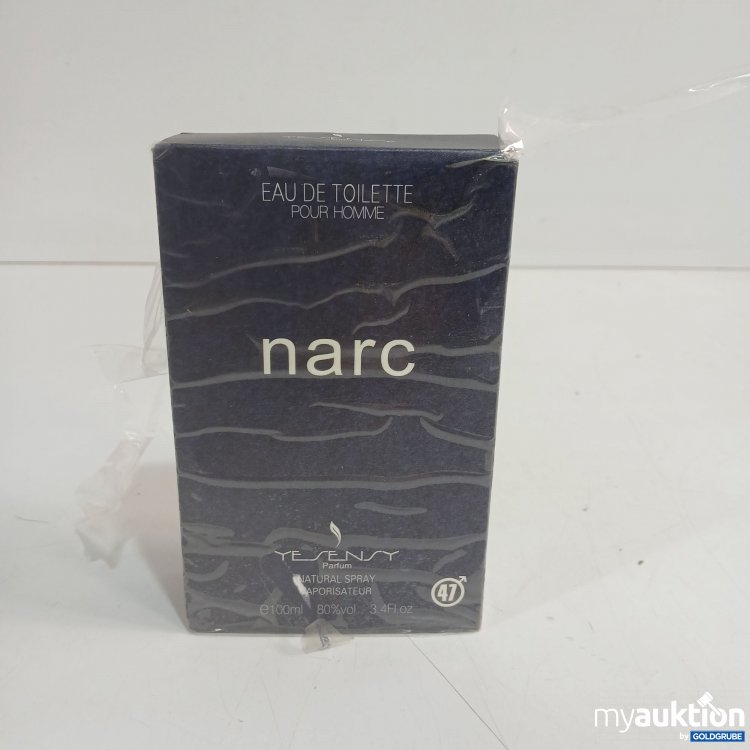 YESENSY
EAU DE TOILETTE
POUR HOMME
narc
YESENSY
Parfum
NATURAL SPRAY
VAPORISATEUR
47
℮100ml 80%vol. 3.4Fl.oz
myauktion
by GOLDGRUBE